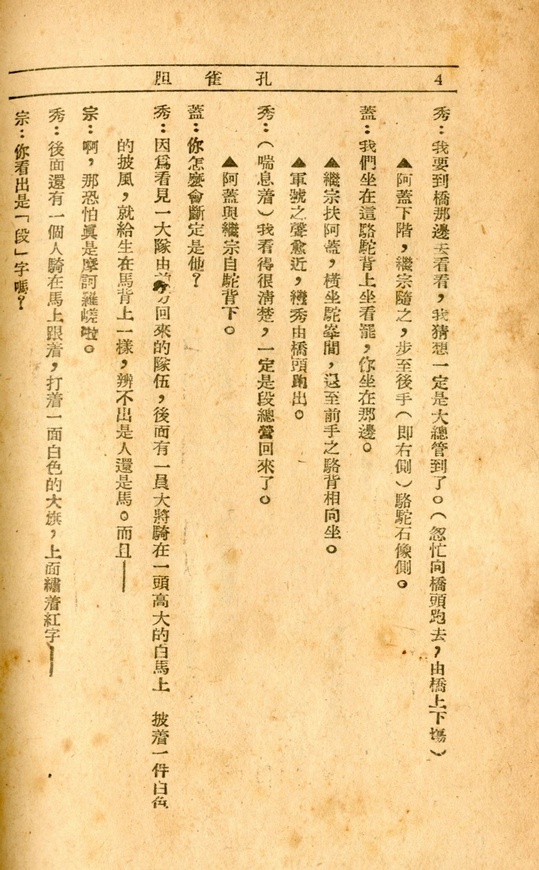 4
孔雀胆
秀：我要到橋那邊去看看，我猜想一定是大總管到了。（忽忙向橋頭跑去，由橋上下場）
▲阿蓋下階，繼宗隨之，步至後手（即右側）駱駝石像側。
蓋：我們坐在這駱駝背上坐看罷，你坐在那邊。
▲繼宗扶阿蓋，橫坐駝峯間，退至前手之駱背相向坐。
▲軍號之聲愈近，繼秀由橋頭跑出。
秀：（喘息着）我看得很清楚，一定是段總管回來了。
▲阿蓋與繼宗自駝背下。
蓋：你怎麼會斷定是他？
秀：因爲看見一大隊由 方回來的隊伍，後面有一員大將騎在一頭高大的白馬上 披着一件白色
的披風，就給生在馬背上一樣，辨不出是人還是馬。而且——
宗：啊，那恐怕眞是摩訶羅嵯啦。
秀：後面還有一個人騎在馬上跟着，打着一面白色的大旗，上面繡着紅字——
宗：你看出是「段」字嗎？